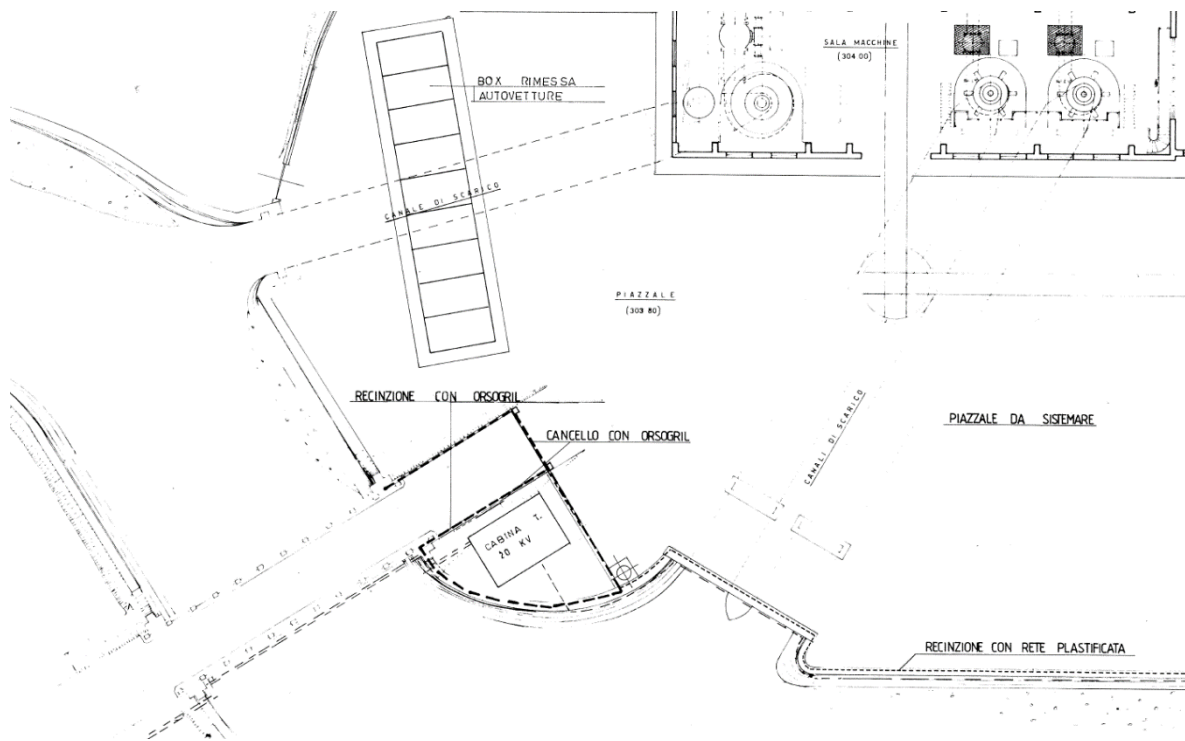 SALA MACCHINE
(304.00)
BOX RIMESSA
AUTOVETTURE
CANALE DI SCARICO
PIAZZALE
(303.80)
RECINZIONE CON ORSOGRIL
CANALI DI SCARICO
PIAZZALE DA SISTEMARE
CANCELLO CON ORSOGRIL
CABINA T.
20 KV
RECINZIONE CON RETE PLASTIFICATA